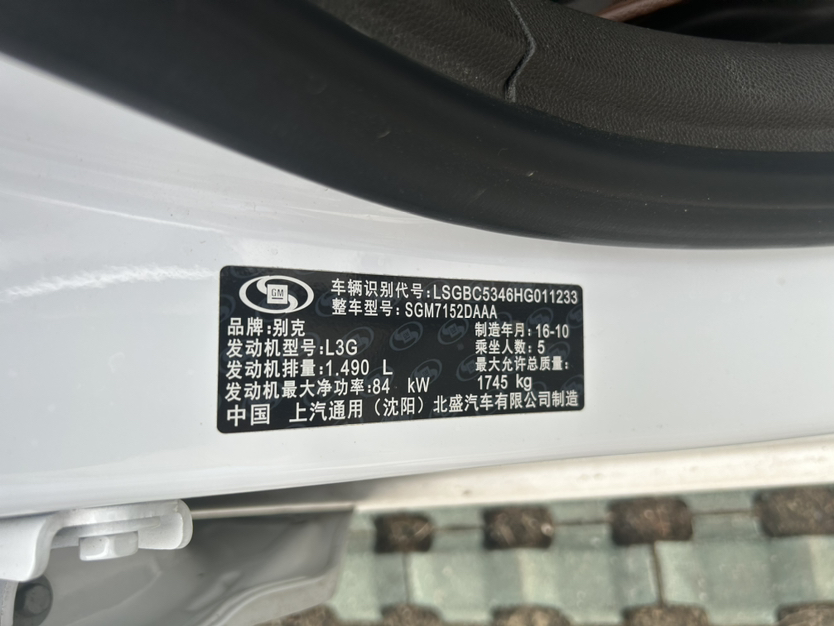 GM
车辆识别代号:LSGBC5346HG011233
整车型号:SGM7152DAAA
品牌:别克 制造年月:16-10
发动机型号:L3G 乘坐人数:5
发动机排量:1.490 L 最大允许总质量:
发动机最大净功率:84 kW 1745 kg
中国 上汽通用（沈阳）北盛汽车有限公司制造